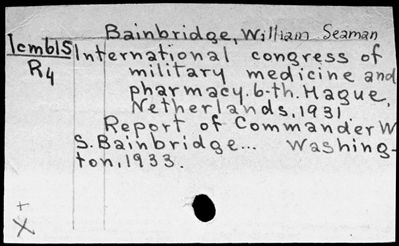 Bainbridge, William Seaman
1cmb15 International congress of
R4 military medicine and
pharmacy. 6-th. Hague,
Netherlands, 1931.
Report of Commander W
S. Bainbridge... Washing-
ton, 1933.
+
X